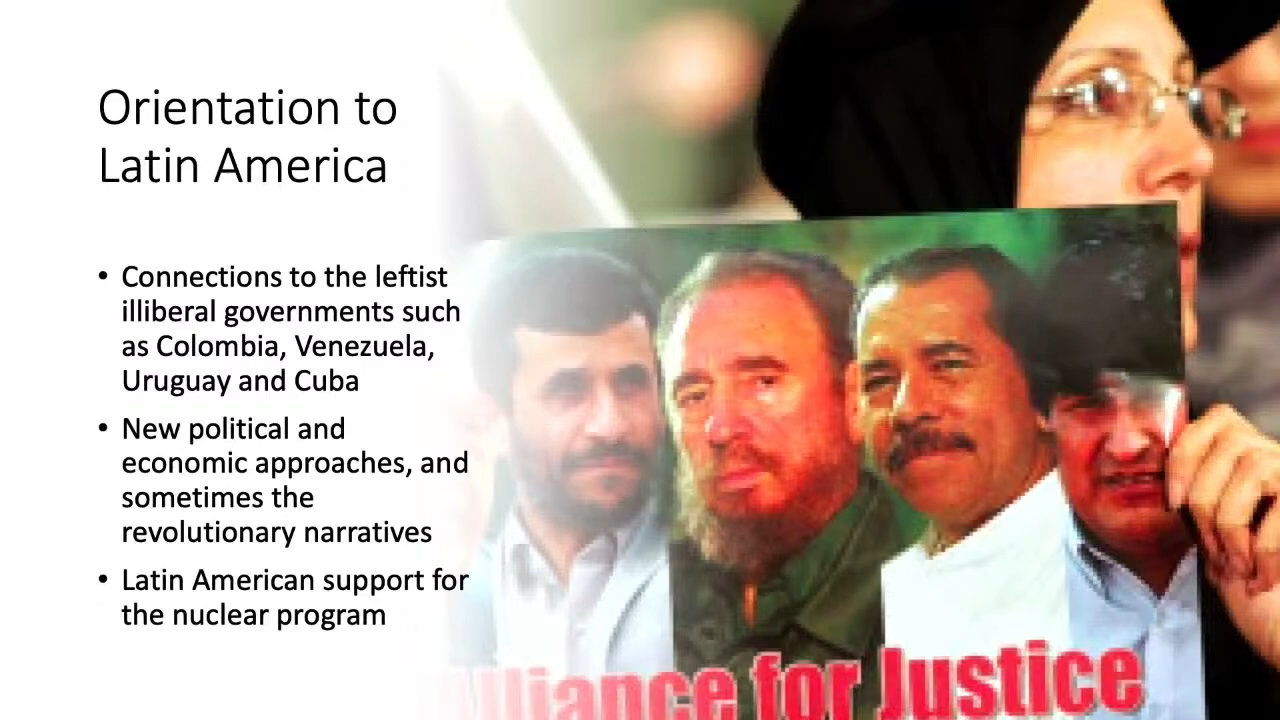 Orientation to
Latin America
• Connections to the leftist
illiberal governments such
as Colombia, Venezuela,
Uruguay and Cuba
• New political and
economic approaches, and
sometimes the
revolutionary narratives
• Latin American support for
the nuclear program
Alliance for Justice